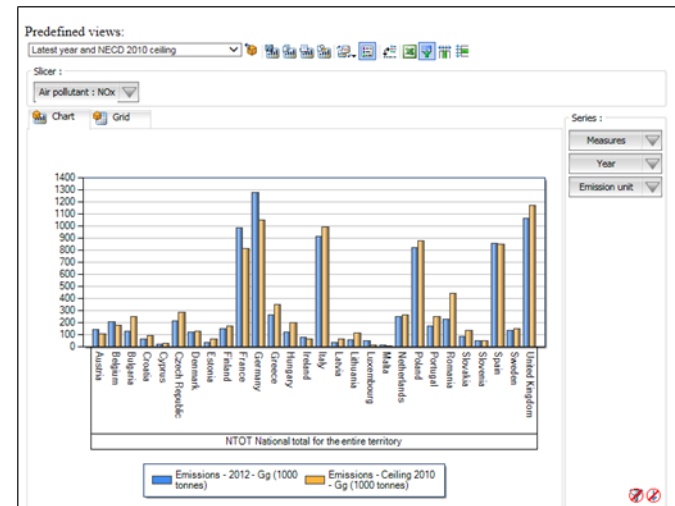 Predefined views:
Latest year and NECD 2010 ceiling
Slicer :
Air pollutant : NOx
Chart
Grid
Series :
Measures
Year
Emission unit
1400
1300
1200
1100
1000
900
800
700
600
500
400
300
200
100
0
Austria
Belgium
Bulgaria
Croatia
Cyprus
Czech Republic
Denmark
Estonia
Finland
France
Germany
Greece
Hungary
Ireland
Italy
Latvia
Lithuania
Luxembourg
Malta
Netherlands
Poland
Portugal
Romania
Slovakia
Slovenia
Spain
Sweden
United Kingdom
NTOT National total for the entire territory
Emissions - 2012 - Gg (1000
tonnes)
Emissions - Ceiling 2010
- Gg (1000 tonnes)